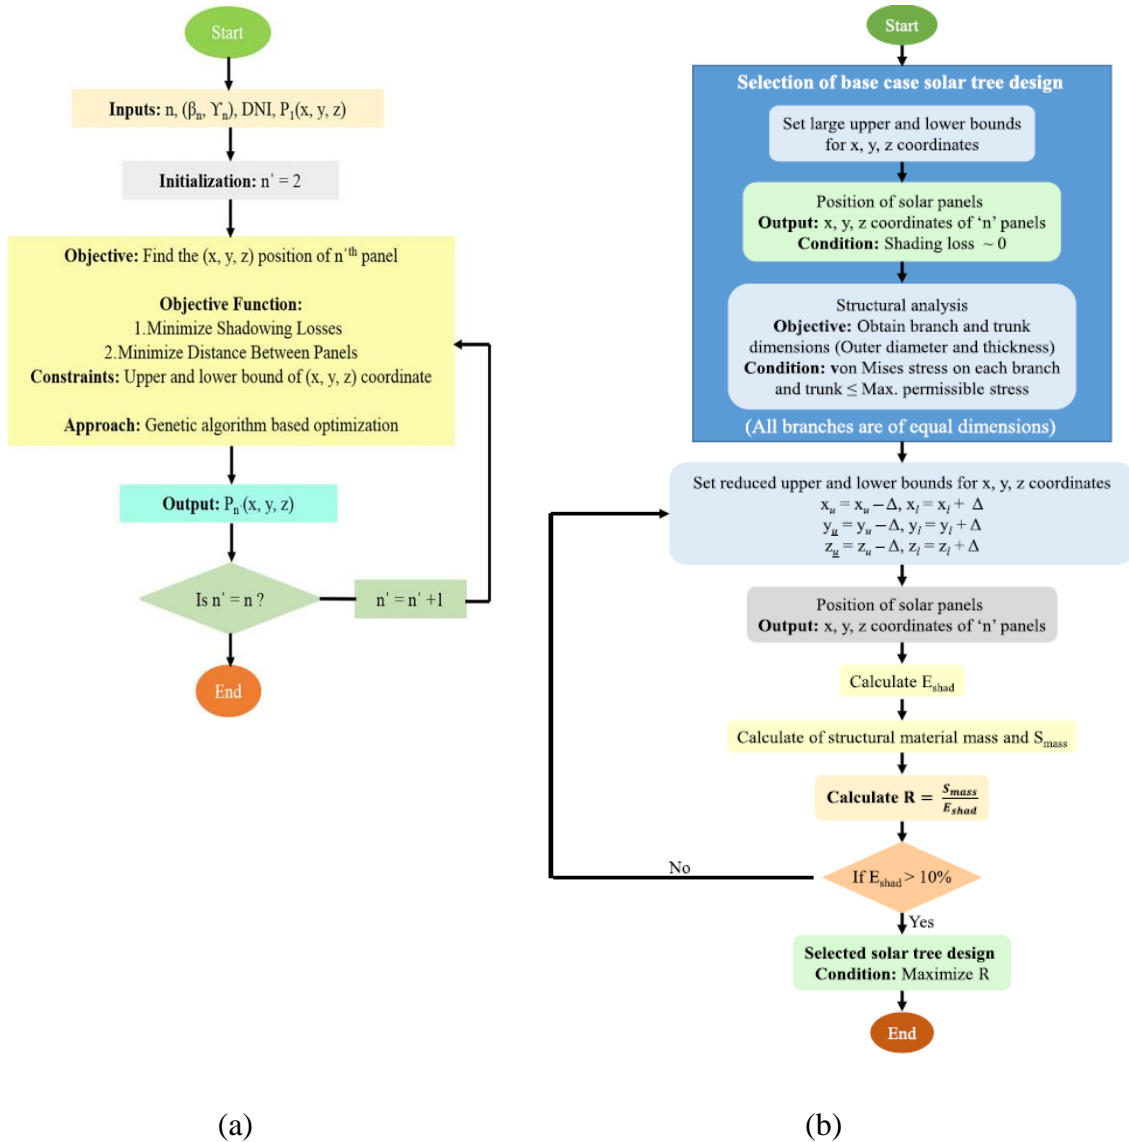 Start
Inputs: n, (βn, ϒn), DNI, P1(x, y, z)
Initialization: n' = 2
Objective: Find the (x, y, z) position of n'th panel
Objective Function:
1.Minimize Shadowing Losses
2.Minimize Distance Between Panels
Constraints: Upper and lower bound of (x, y, z) coordinate
Approach: Genetic algorithm based optimization
Output: Pn'(x, y, z)
Is n' = n ?
n' = n' +1
End
(a)
Start
Selection of base case solar tree design
Set large upper and lower bounds
for x, y, z coordinates
Position of solar panels
Output: x, y, z coordinates of ‘n’ panels
Condition: Shading loss ~ 0
Structural analysis
Objective: Obtain branch and trunk
dimensions (Outer diameter and thickness)
Condition: von Mises stress on each branch
and trunk ≤ Max. permissible stress
(All branches are of equal dimensions)
Set reduced upper and lower bounds for x, y, z coordinates
xu = xu – Δ, xl = xl + Δ
yu = yu – Δ, yl = yl + Δ
zu = zu – Δ, zl = zl + Δ
Position of solar panels
Output: x, y, z coordinates of ‘n’ panels
Calculate Eshad
Calculate of structural material mass and Smass
Calculate R = Smass/Eshad
If Eshad > 10%
No
Yes
Selected solar tree design
Condition: Maximize R
End
(b)